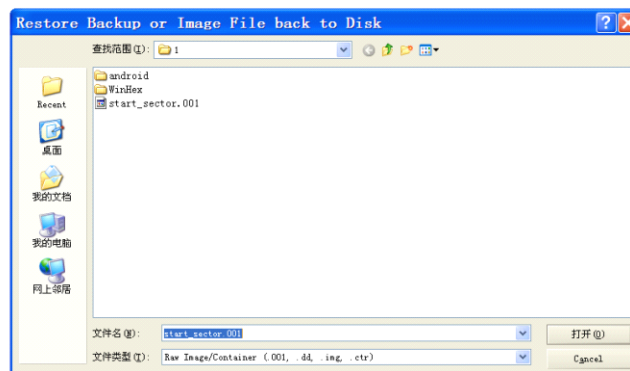 Restore Backup or Image File back to Disk
查找范围(I): 1
android
WinHex
start_sector.001
Recent
桌面
我的文档
我的电脑
网上邻居
文件名(N): start_sector.001 打开(O)
文件类型(T): Raw Image/Container (.001, .dd, .img, .ctr) Cancel